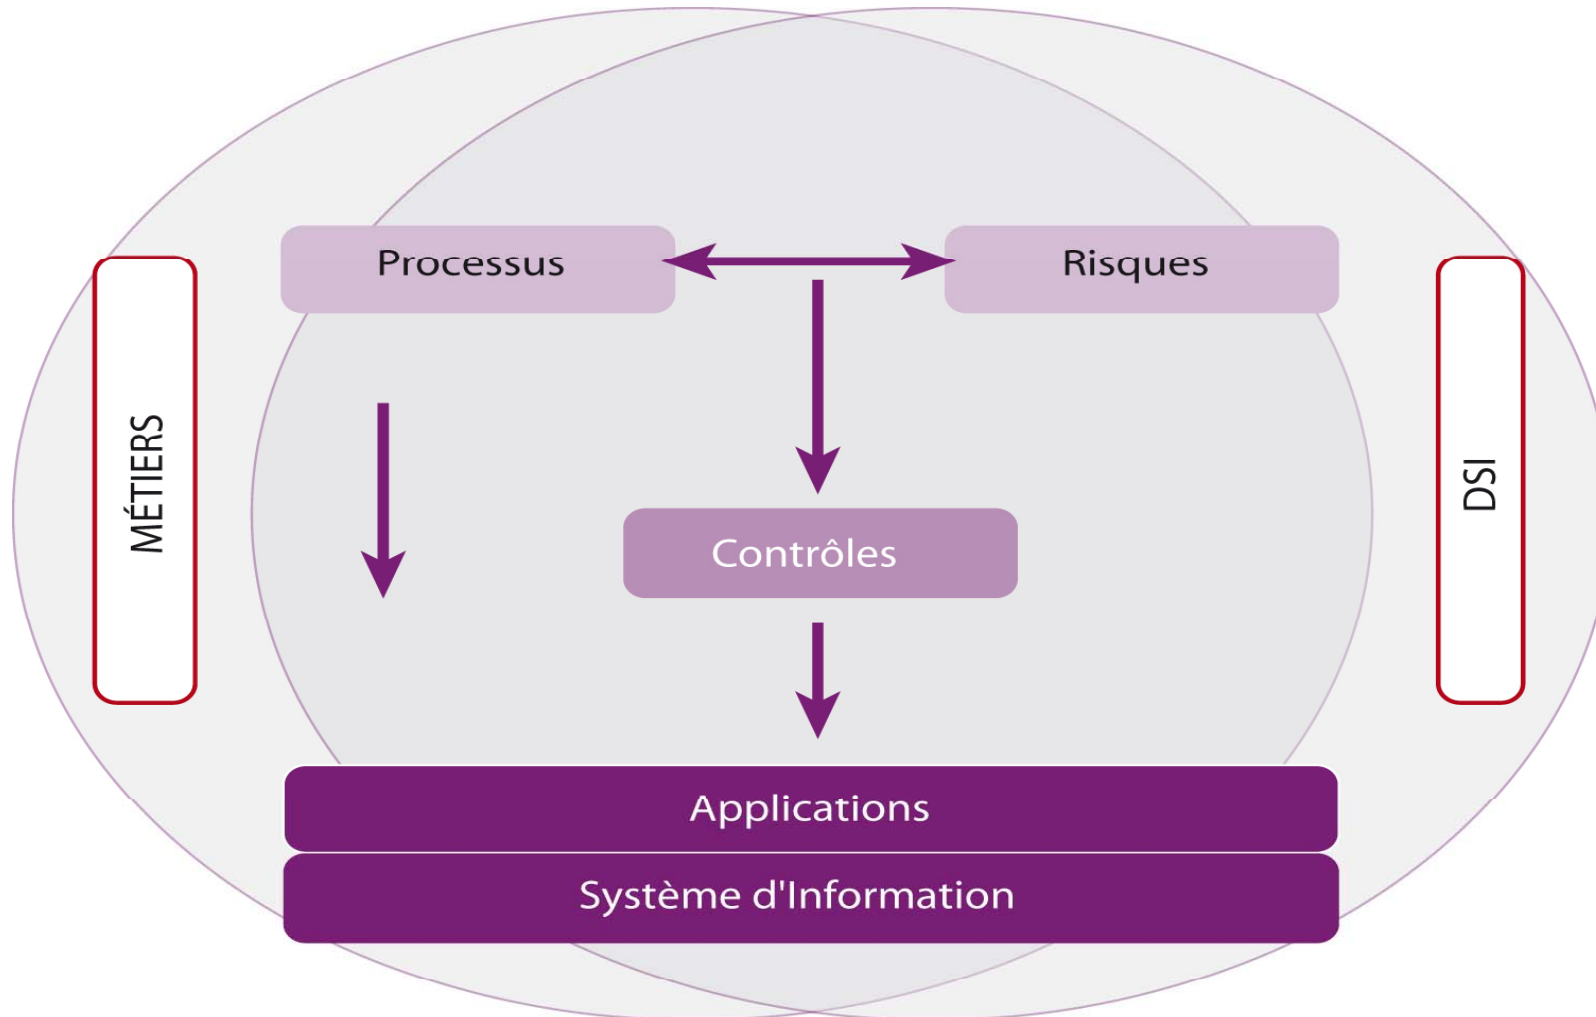 Processus
Risques
MÉTIERS
DSI
Contrôles
Applications
Système d'Information